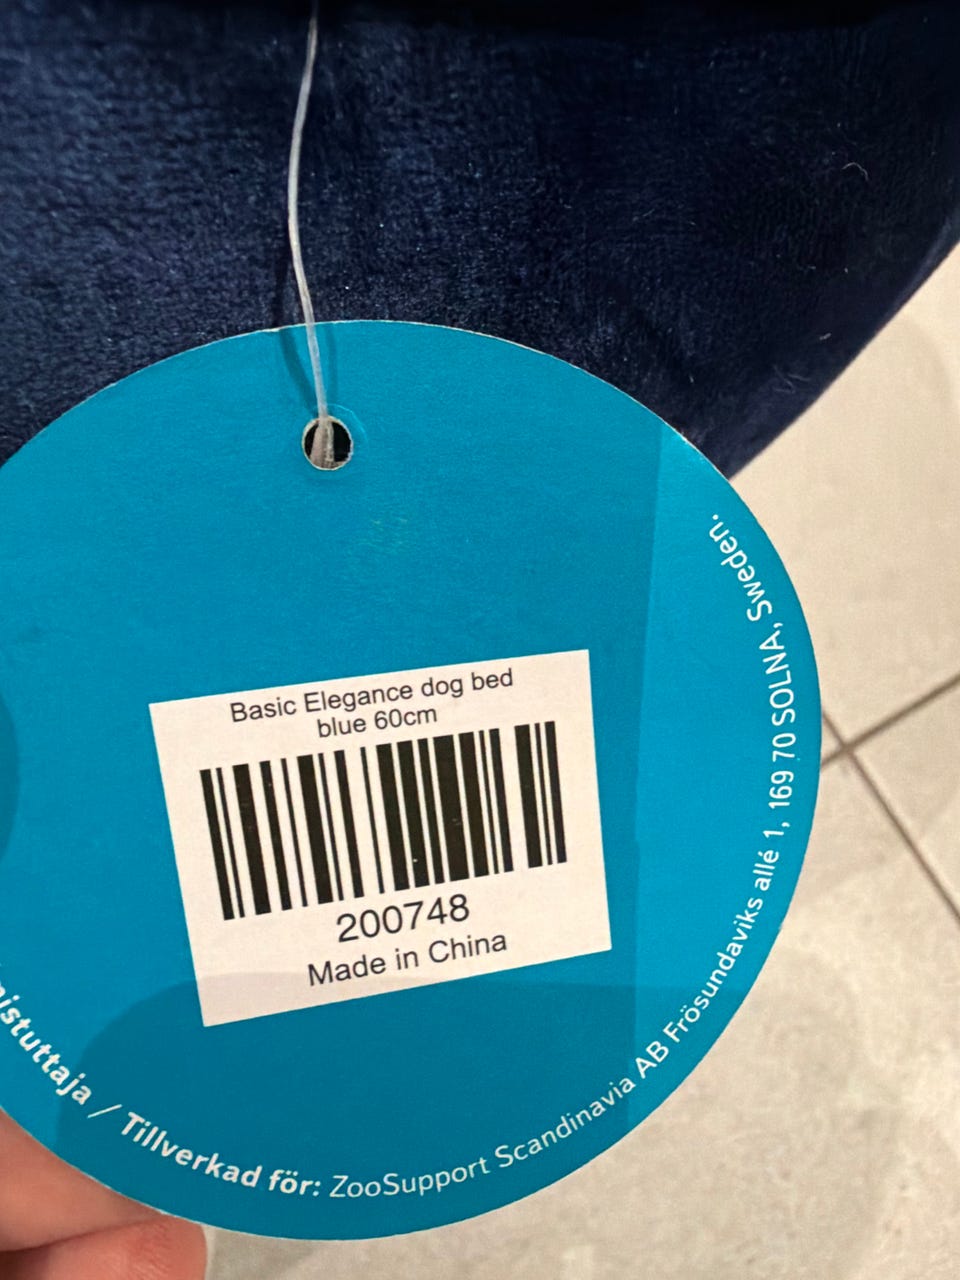 Basic Elegance dog bed
blue 60cm
200748
Made in China
/ Tillverkad för: ZooSupport Scandinavia AB Frösundaviks allé 1, 169 70 SOLNA, Sweden.